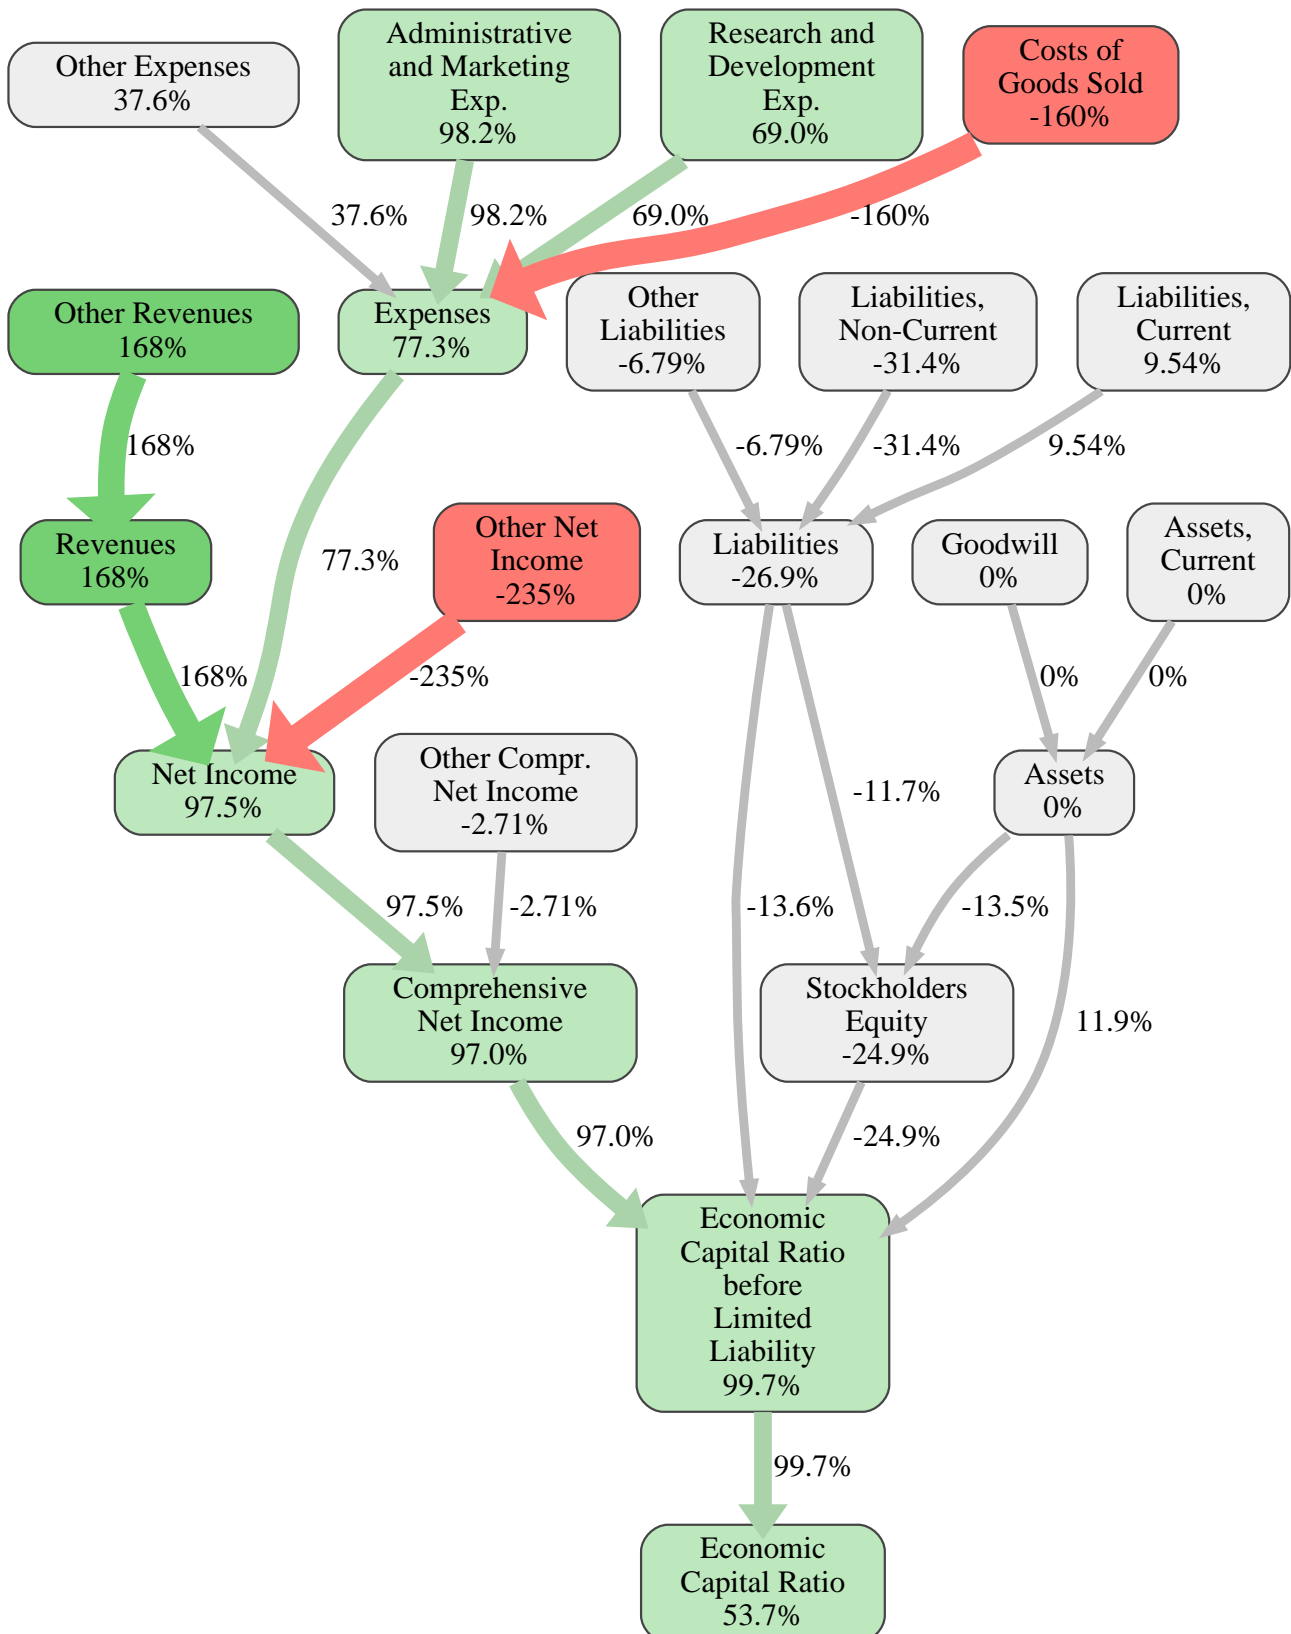 Other Expenses
37.6%
Administrative
and Marketing
Exp.
98.2%
Research and
Development
Exp.
69.0%
Costs of
Goods Sold
-160%
37.6%
98.2%
69.0%
-160%
Other Revenues
168%
Expenses
77.3%
Other
Liabilities
-6.79%
Liabilities,
Non-Current
-31.4%
Liabilities,
Current
9.54%
168%
-6.79%
-31.4%
9.54%
Revenues
168%
77.3%
Other Net
Income
-235%
Liabilities
-26.9%
Goodwill
0%
Assets,
Current
0%
168%
-235%
0%
0%
Net Income
97.5%
Other Compr.
Net Income
-2.71%
-11.7%
Assets
0%
97.5%
-2.71%
-13.6%
-13.5%
Comprehensive
Net Income
97.0%
Stockholders
Equity
-24.9%
11.9%
97.0%
-24.9%
Economic
Capital Ratio
before
Limited
Liability
99.7%
99.7%
Economic
Capital Ratio
53.7%